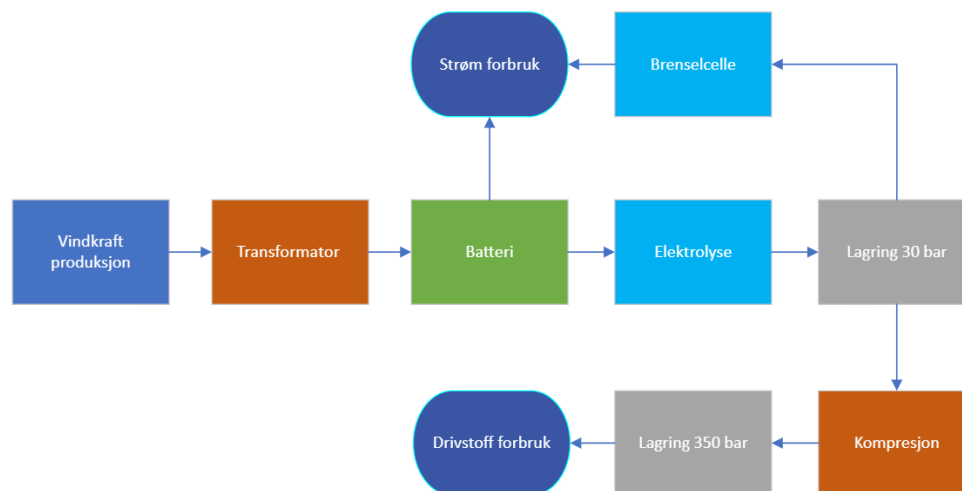 Strøm forbruk
Brenselcelle
Vindkraft
produksjon
Transformator
Batteri
Elektrolyse
Lagring 30 bar
Drivstoff forbruk
Lagring 350 bar
Kompresjon